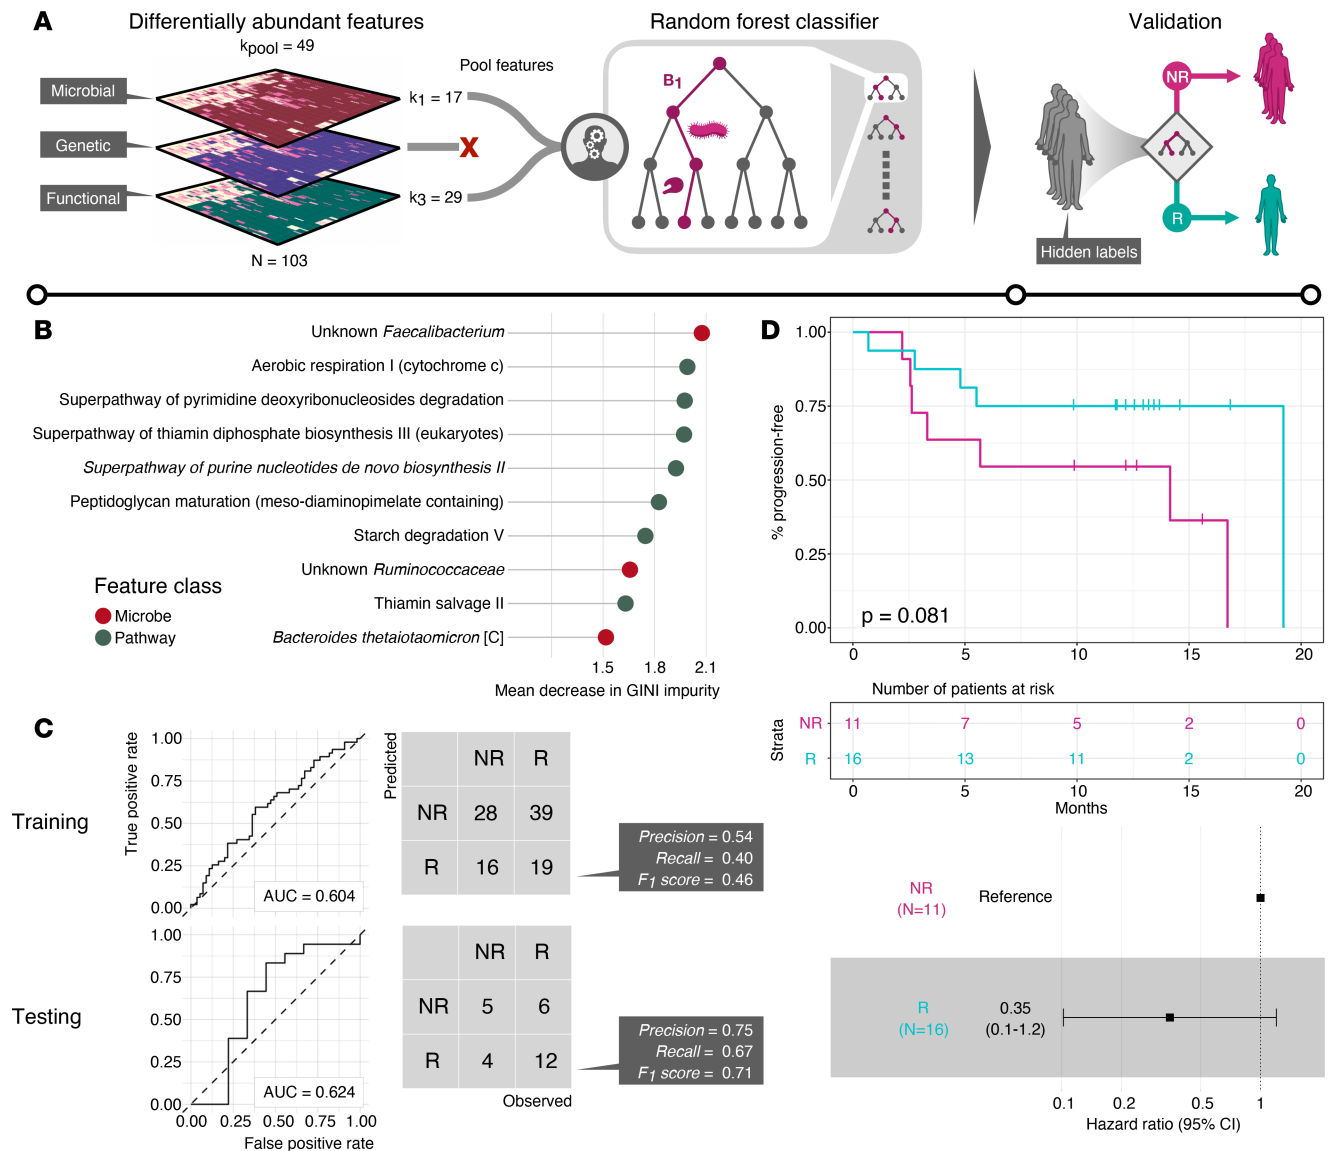 A
Differentially abundant features
Random forest classifier
Validation
kpool = 49
Pool features
Microbial
k1 = 17
Genetic
X
Functional
k3 = 29
N = 103
B1
NR
R
Hidden labels
B
Unknown Faecalibacterium
Aerobic respiration I (cytochrome c)
Superpathway of pyrimidine deoxyribonucleosides degradation
Superpathway of thiamin diphosphate biosynthesis III (eukaryotes)
Superpathway of purine nucleotides de novo biosynthesis II
Peptidoglycan maturation (meso-diaminopimelate containing)
Starch degradation V
Unknown Ruminococcaceae
Thiamin salvage II
Bacteroides thetaiotaomicron [C]
Feature class
Microbe
Pathway
1.5 1.8 2.1
Mean decrease in GINI impurity
C
Training
True positive rate
1.00
0.75
0.50
0.25
0.00
AUC = 0.604
Predicted
NR R
NR 28 39
R 16 19
Precision = 0.54
Recall = 0.40
F1 score = 0.46
Testing
1.00
0.75
0.50
0.25
0.00
AUC = 0.624
0.00 0.25 0.50 0.75 1.00
False positive rate
NR R
NR 5 6
R 4 12
Observed
Precision = 0.75
Recall = 0.67
F1 score = 0.71
D
% progression-free
1.00
0.75
0.50
0.25
0.00
p = 0.081
0 5 10 15 20
Number of patients at risk
Strata
NR 11 7 5 2 0
R 16 13 11 2 0
0 5 10 15 20
Months
NR
(N=11)
Reference
R
(N=16)
0.35
(0.1-1.2)
0.1 0.2 0.5 1
Hazard ratio (95% CI)